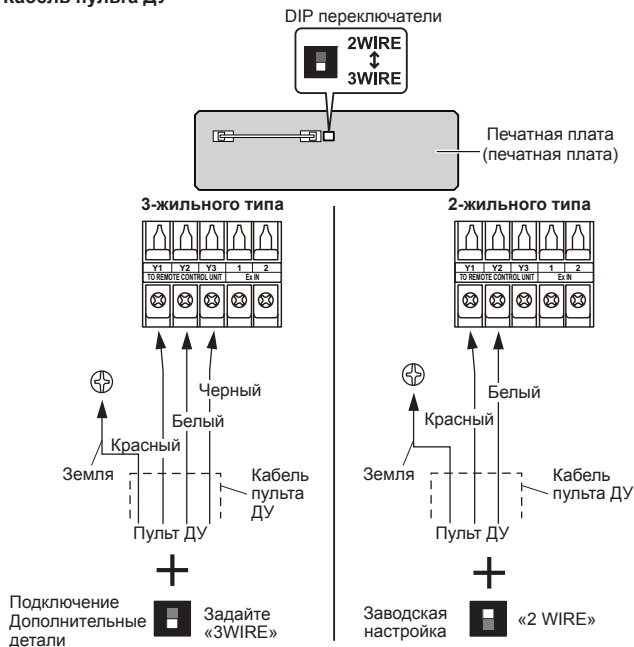 Кабель пульта ДУ
DIP переключатели
2WIRE
3WIRE
Печатная плата
(печатная плата)
3-жильного типа
Y1 Y2 Y3 1 2
TO REMOTE CONTROL UNIT Ex IN
Черный
Белый
Красный
Земля
Кабель
пульта
ДУ
Пульт ДУ
+
Подключение
Дополнительные
детали
Задайте
«3WIRE»
2-жильного типа
Y1 Y2 Y3 1 2
TO REMOTE CONTROL UNIT Ex IN
Белый
Красный
Земля
Кабель
пульта ДУ
Пульт ДУ
+
Заводская
настройка
«2 WIRE»